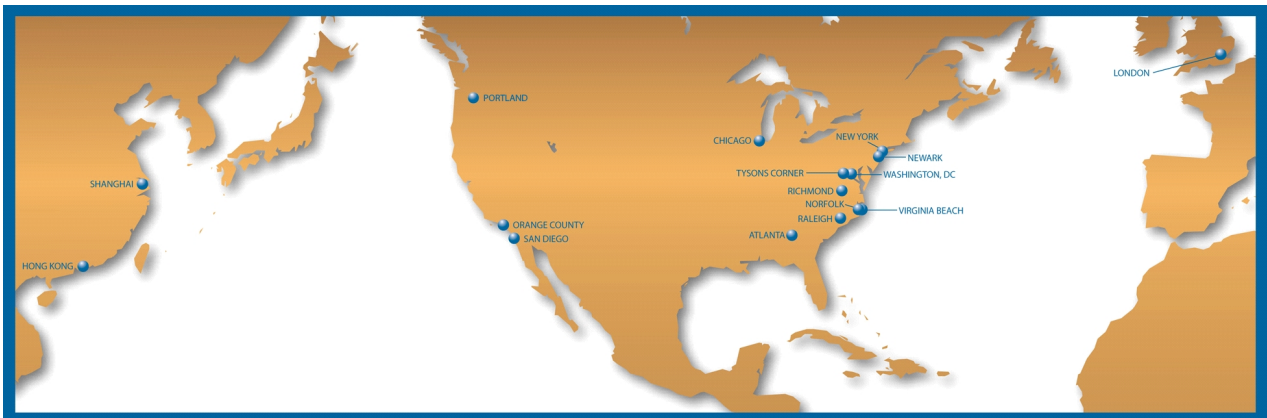 LONDON
PORTLAND
CHICAGO
NEW YORK
NEWARK
TYSONS CORNER
WASHINGTON, DC
SHANGHAI
RICHMOND
NORFOLK
VIRGINIA BEACH
RALEIGH
ORANGE COUNTY
ATLANTA
SAN DIEGO
HONG KONG